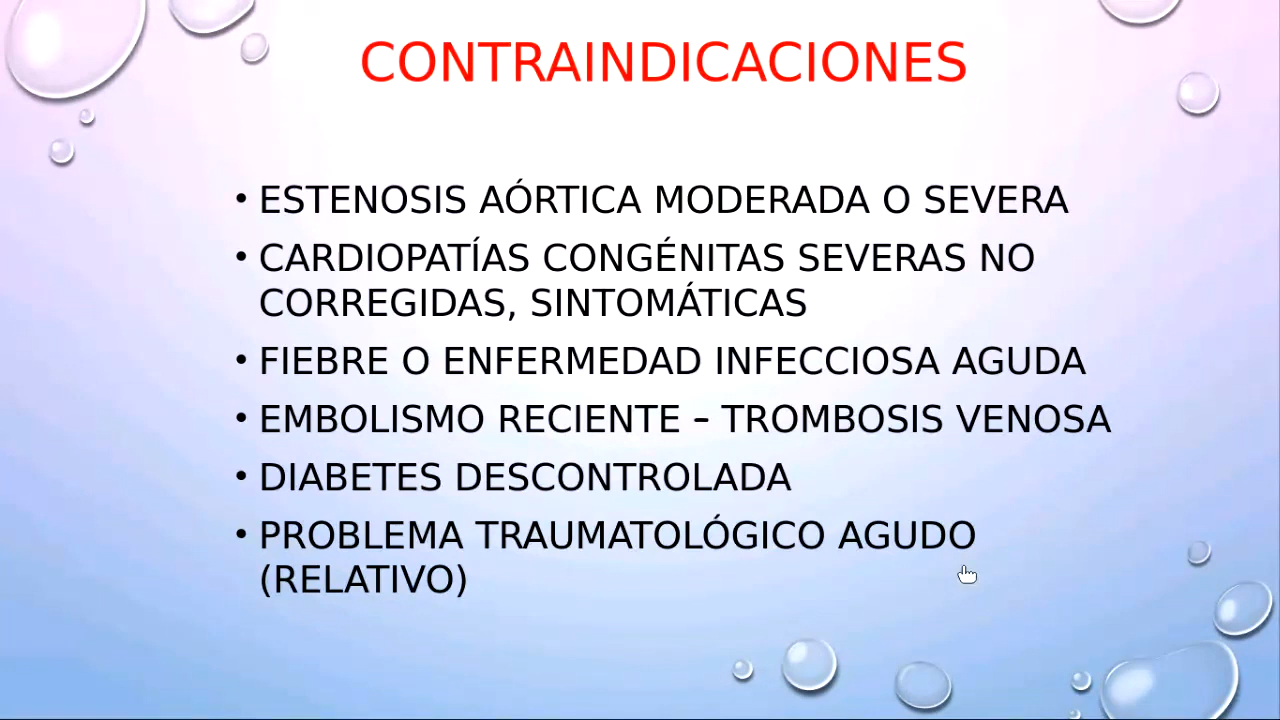 CONTRAINDICACIONES
• ESTENOSIS AÓRTICA MODERADA O SEVERA
• CARDIOPATÍAS CONGÉNITAS SEVERAS NO
CORREGIDAS, SINTOMÁTICAS
• FIEBRE O ENFERMEDAD INFECCIOSA AGUDA
• EMBOLISMO RECIENTE – TROMBOSIS VENOSA
• DIABETES DESCONTROLADA
• PROBLEMA TRAUMATOLÓGICO AGUDO
(RELATIVO)